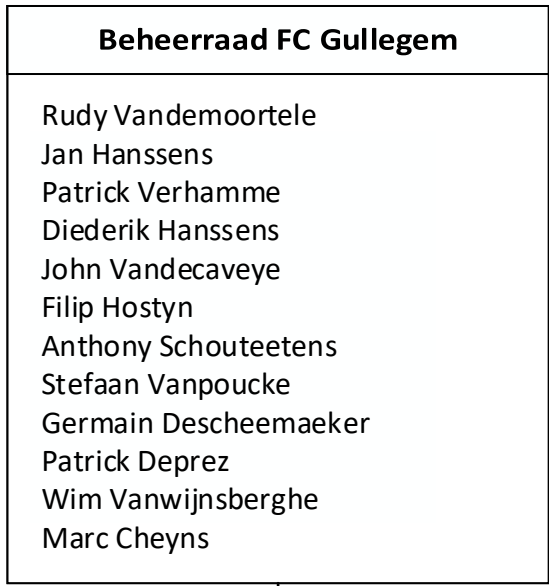 Beheerraad FC Gullegem
Rudy Vandemoortele
Jan Hanssens
Patrick Verhamme
Diederik Hanssens
John Vandecaveye
Filip Hostyn
Anthony Schouteetens
Stefaan Vanpoucke
Germain Descheemaeker
Patrick Deprez
Wim Vanwijnsberghe
Marc Cheyns